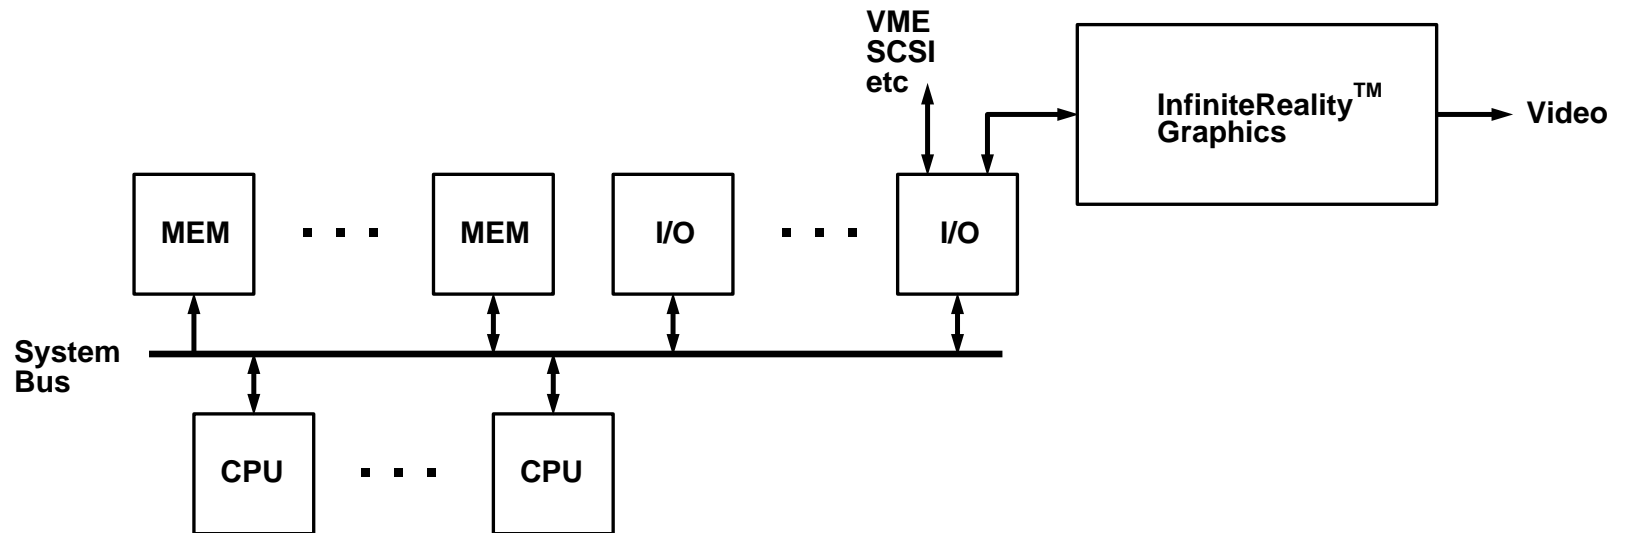 VME
SCSI
etc
InfiniteReality™
Graphics
Video
MEM
MEM
I/O
I/O
System
Bus
CPU
CPU